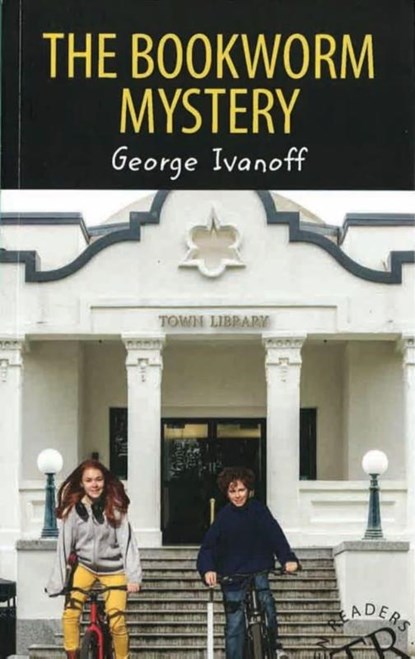 THE BOOKWORM
MYSTERY
George Ivanoff
TOWN LIBRARY
READERS